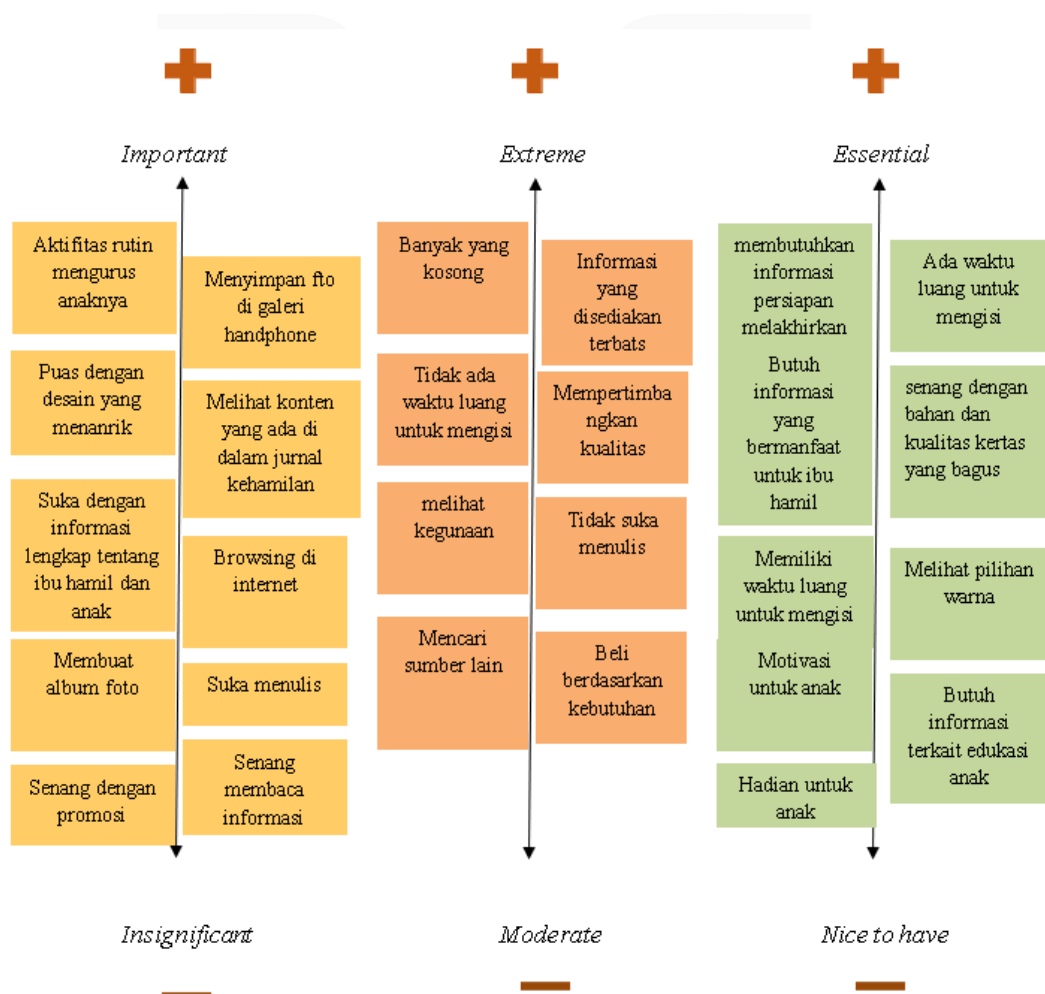 Important
Extreme
Essential
Aktifitas rutin
mengurus
anaknya
Menyimpan fto
di galeri
handphone
Puas dengan
desain yang
menanrik
Melihat konten
yang ada di
dalam jurnal
kehamilan
Suka dengan
informasi
lengkap tentang
ibu hamil dan
anak
Browsing di
internet
Membuat
album foto
Suka menulis
Senang dengan
promosi
Senang
membaca
informasi
Banyak yang
kosong
Informasi
yang
disediakan
terbats
Tidak ada
waktu luang
untuk mengisi
Mempertimba
ngkan
kualitas
melihat
kegunaan
Tidak suka
menulis
Mencari
sumber lain
Beli
berdasarkan
kebutuhan
membutuhkan
informasi
persiapan
melakhirkan
Ada waktu
luang untuk
mengisi
Butuh
informasi
yang
bermanfaat
untuk ibu
hamil
senang dengan
bahan dan
kualitas kertas
yang bagus
Memiliki
waktu luang
untuk mengisi
Melihat pilihan
warna
Motivasi
untuk anak
Butuh
informasi
terkait edukasi
anak
Hadian untuk
anak
Insignificant
Moderate
Nice to have